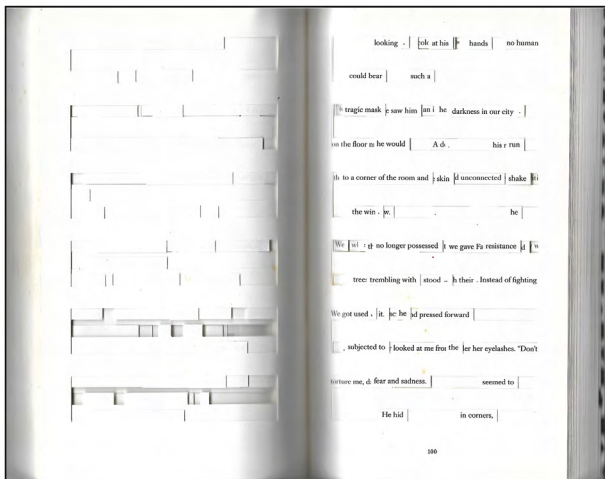 looking . at his hands no human
could bear such a
tragic mask e saw him an i he darkness in our city .
on the floor he would A d . his r run
to a corner of the room and skin d unconnected shake
the win . w. he
We no longer possessed we gave Fa resistance d
trees trembling with stood their . Instead of fighting
We got used . it. he pressed forward
, subjected to looked at me from the her eyelashes. "Don't
torture me, d fear and sadness. seemed to
He hid in corners,
100